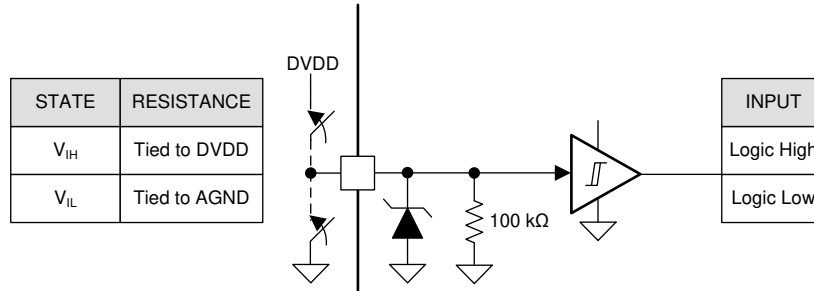 DVDD
STATE RESISTANCE
V_IH Tied to DVDD
V_IL Tied to AGND
100 kΩ
INPUT
Logic High
Logic Low